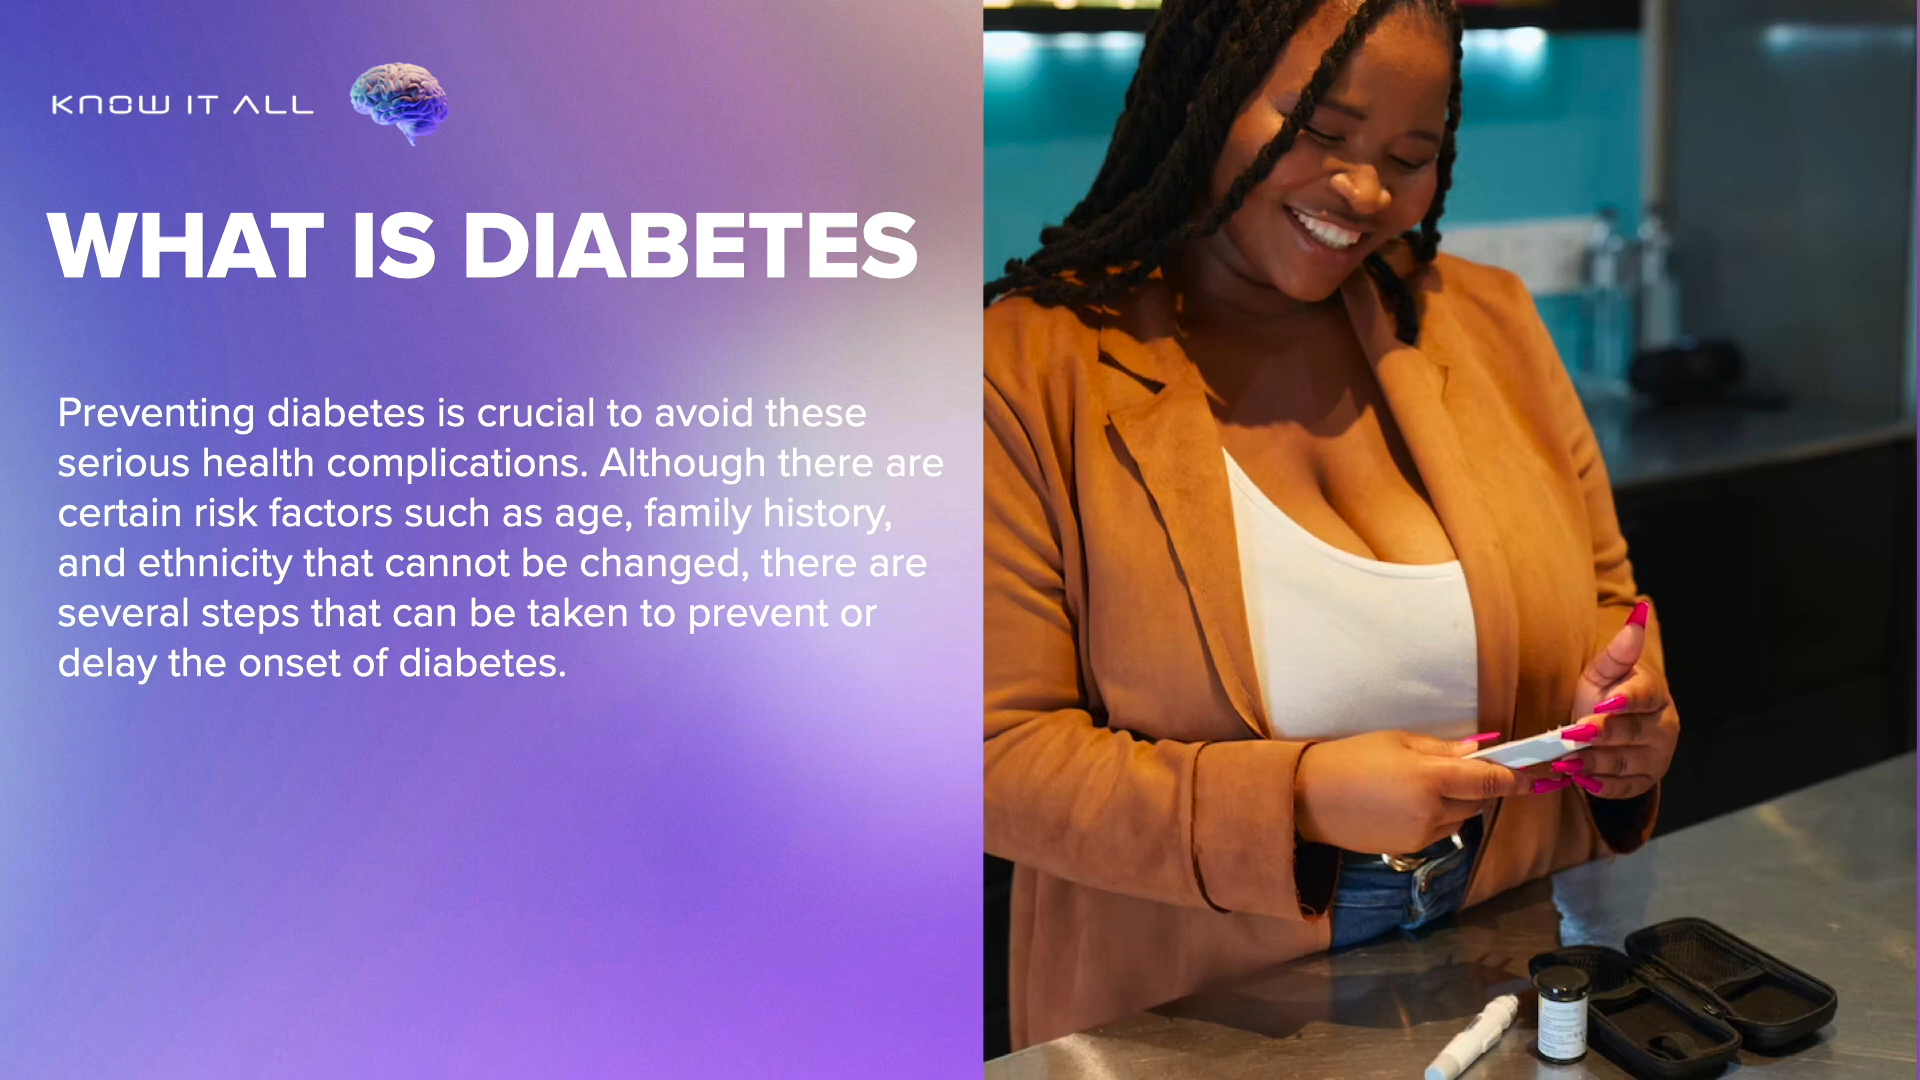 KNOW IT ALL
WHAT IS DIABETES
Preventing diabetes is crucial to avoid these
serious health complications. Although there are
certain risk factors such as age, family history,
and ethnicity that cannot be changed, there are
several steps that can be taken to prevent or
delay the onset of diabetes.